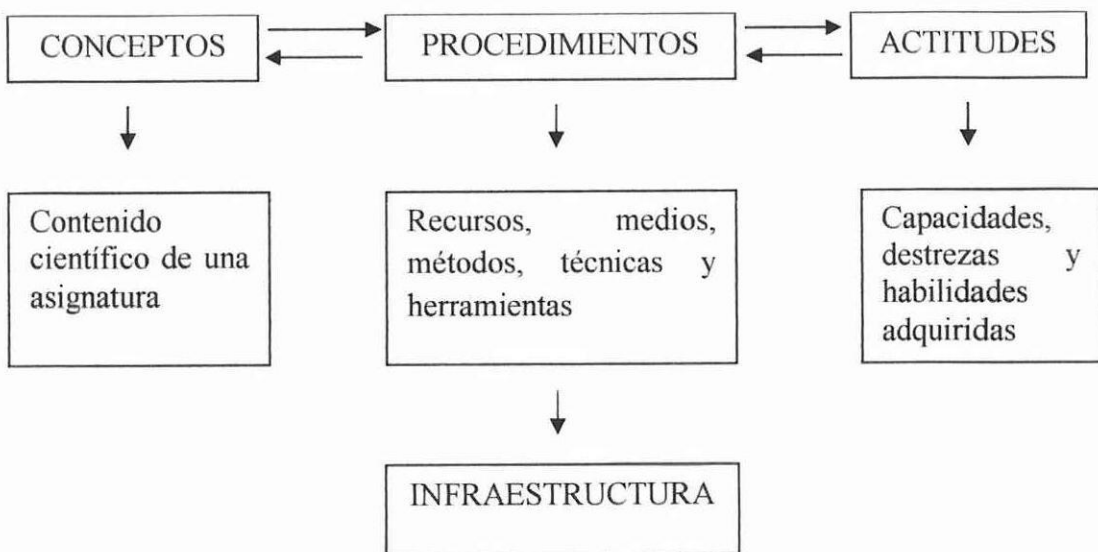 CONCEPTOS
PROCEDIMIENTOS
ACTITUDES
Contenido
científico de una
asignatura
Recursos, medios,
métodos, técnicas y
herramientas
Capacidades,
destrezas y
habilidades
adquiridas
INFRAESTRUCTURA